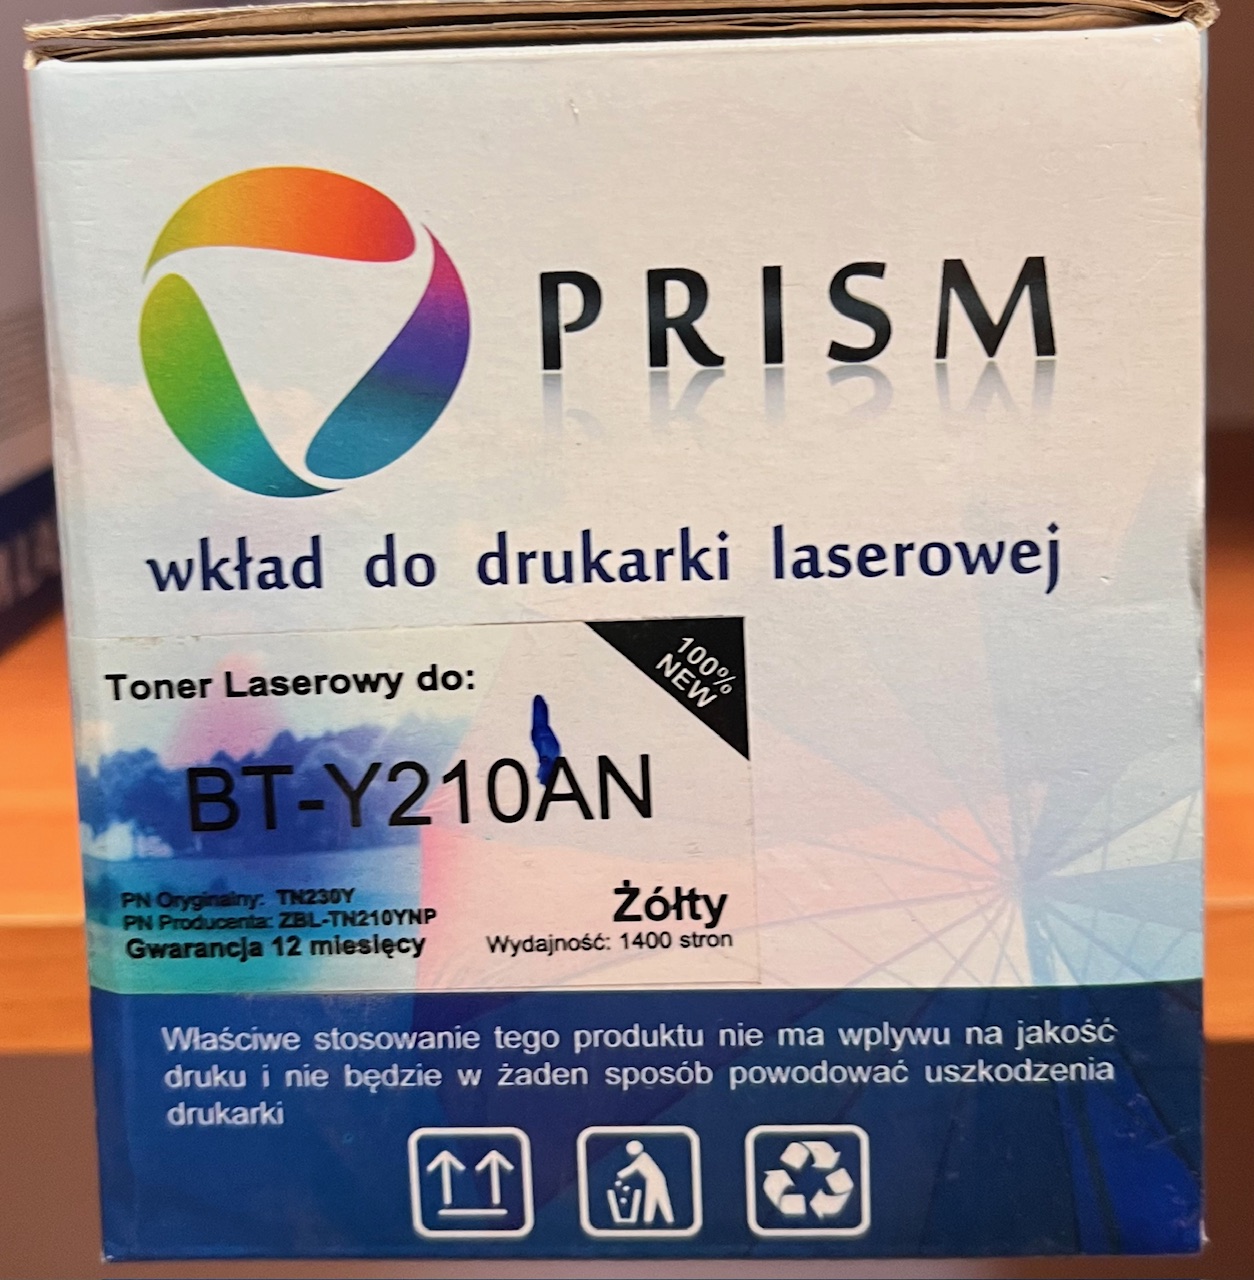 PRISM
wkład do drukarki laserowej
100%
NEW
Toner Laserowy do:
BT-Y210AN
PN Oryginalny: TN230Y
PN Producenta: ZBL-TN210YNP
Gwarancja 12 miesięcy
Żółty
Wydajność: 1400 stron
Właściwe stosowanie tego produktu nie ma wpływu na jakość
druku i nie będzie w żaden sposób powodować uszkodzenia
drukarki